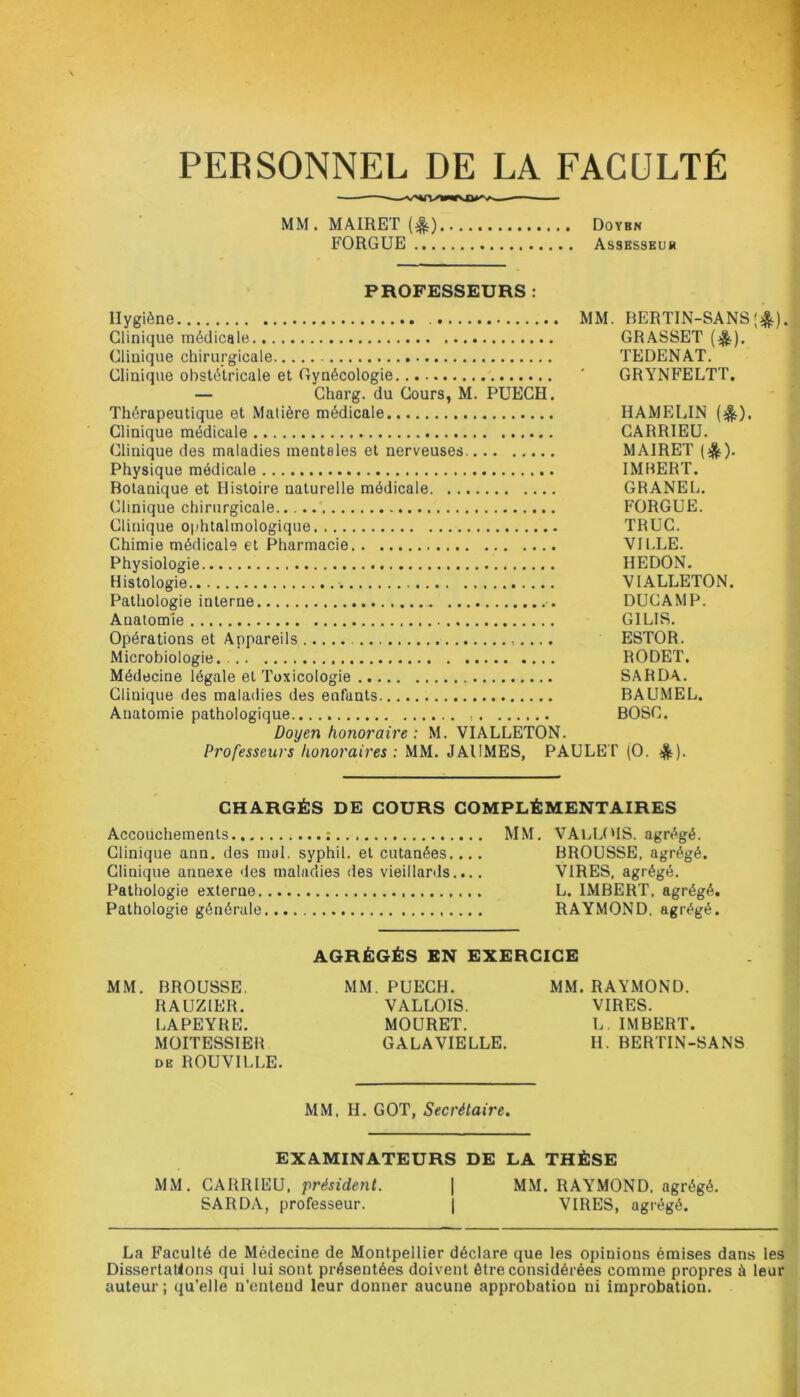 PERSONNEL DE LA FACULTÉ
MM. MAIRET (✠).............. Doyen
FORGUE ................. Assesseur
PROFESSEURS :
Hygiène.................................... MM. BERTIN-SANS (✠).
Clinique médicale.................................... GRASSET (✠).
Clinique chirurgicale.................................... TEDENAT.
Clinique obstétricale et Gynécologie.................... GRYNFELTT.
— Charg. du Cours, M. PUECH.
Thérapeutique et Matière médicale.................... HAMELIN (✠).
Clinique médicale.................................... CARRIEU.
Clinique des maladies mentales et nerveuses.......... MAIRET (✠).
Physique médicale.................................... IMBERT.
Botanique et Histoire naturelle médicale............. GRANEL.
Clinique chirurgicale.................................... FORGUE.
Clinique ophtalmologique............................. TRUC.
Chimie médicale et Pharmacie......................... VILLE.
Physiologie.......................................... HEDON.
Histologie........................................... VIALLETON.
Pathologie interne................................... DUCAMP.
Anatomie............................................. GILIS.
Opérations et Appareils.............................. ESTOR.
Microbiologie........................................ RODET.
Médecine légale et Toxicologie....................... SARDA.
Clinique des maladies des enfants.................... BAUMEL.
Anatomie pathologique................................ BOSC.
Doyen honoraire : M. VIALLETON.
Professeurs honoraires : MM. JAUMES, PAULET (O. ✠).
CHARGÉS DE COURS COMPLÉMENTAIRES
Accouchements............................ MM. VALLOIS. agrégé.
Clinique ann. des mal. syphil. et cutanées.... BROUSSE, agrégé.
Clinique annexe des maladies des vieillards.... VIRES, agrégé.
Pathologie externe........................... L. IMBERT, agrégé.
Pathologie générale.......................... RAYMOND. agrégé.
AGRÉGÉS EN EXERCICE
MM. BROUSSE. MM. PUECH. MM. RAYMOND.
RAUZIER. VALLOIS. VIRES.
LAPEYRE. MOURET. L. IMBERT.
MOITESSIER GALAVIELLE. H. BERTIN-SANS
DE ROUVILLE.
MM. H. GOT, Secrétaire.
EXAMINATEURS DE LA THÈSE
MM. CARRIEU, président. | MM. RAYMOND, agrégé.
SARDA, professeur. | VIRES, agrégé.
La Faculté de Médecine de Montpellier déclare que les opinions émises dans les
Dissertations qui lui sont présentées doivent être considérées comme propres à leur
auteur ; qu'elle n'entend leur donner aucune approbation ni improbation.